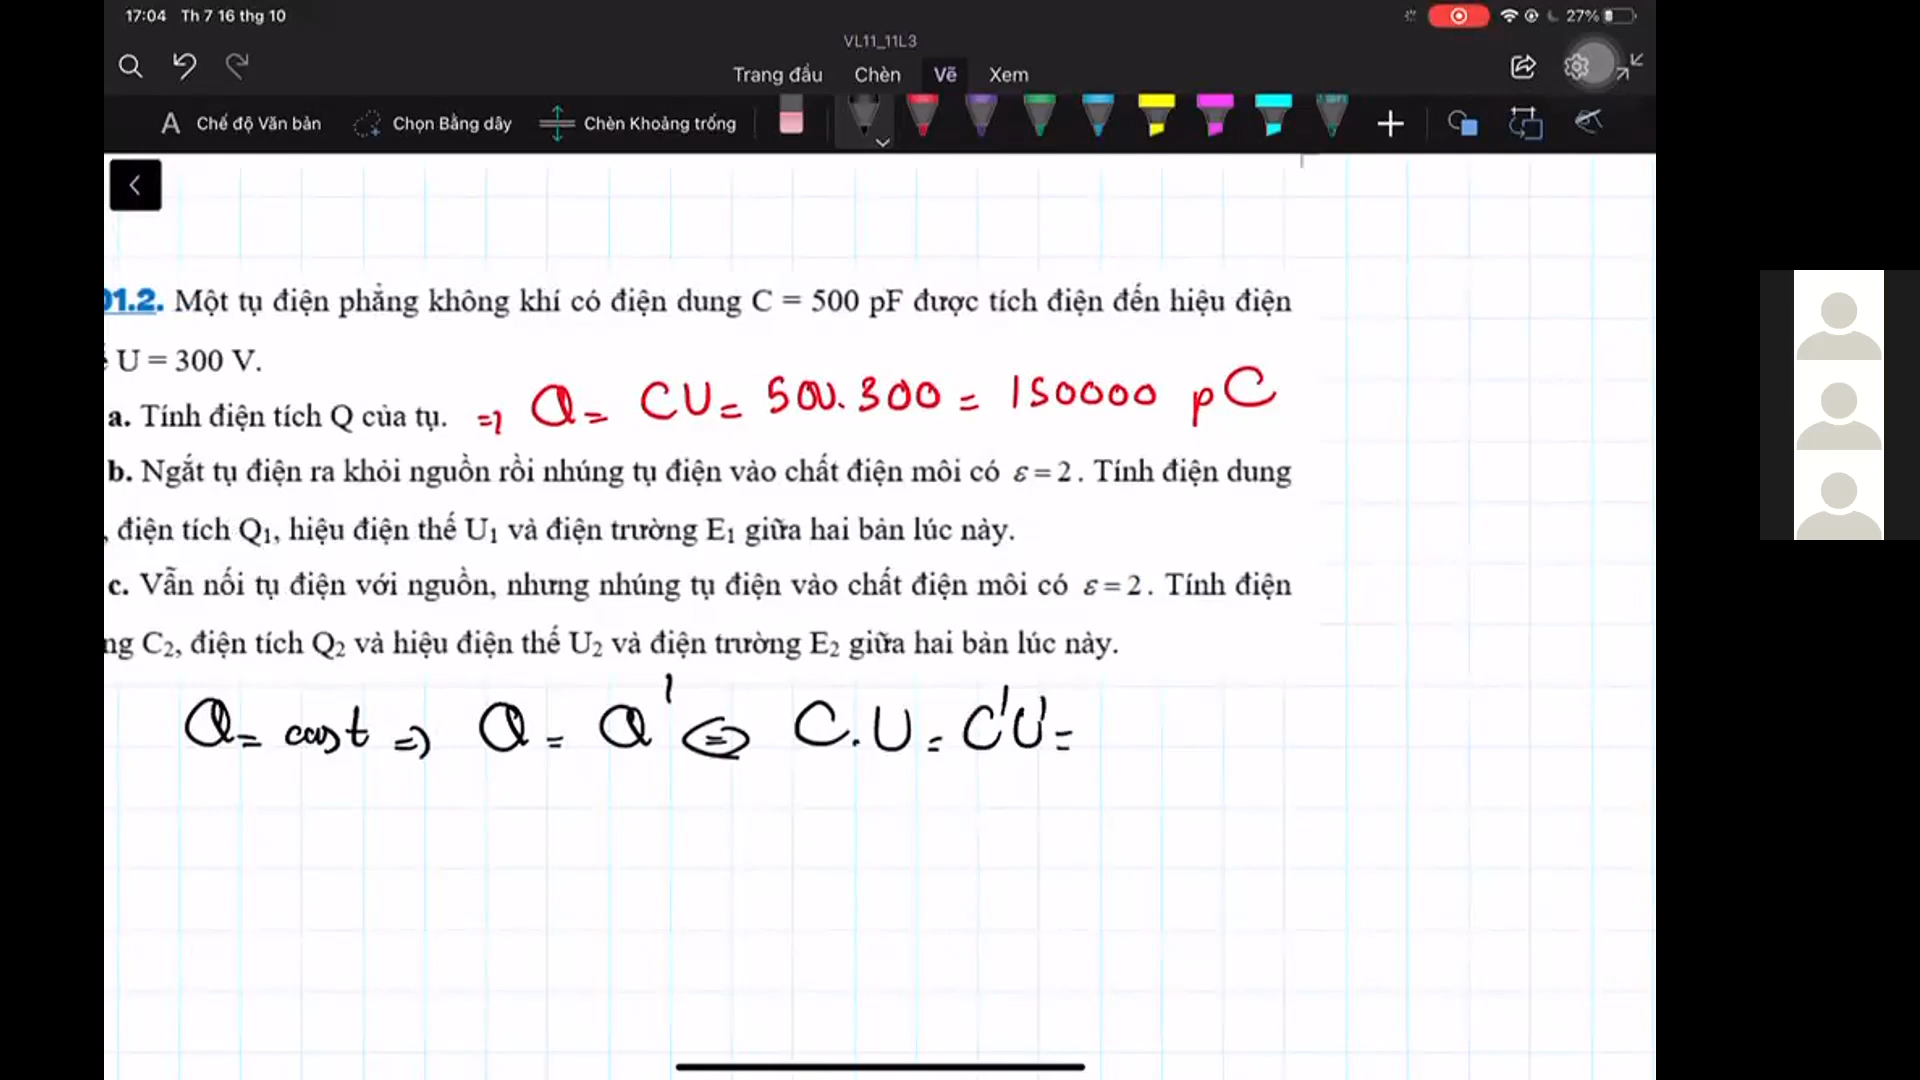 17:04 Th 7 16 thg 10
27%
VL11_11L3
Trang đầu Chèn Vẽ Xem
A Chế độ Văn bản Chọn Bằng dây Chèn Khoảng trống
01.2. Một tụ điện phẳng không khí có điện dung C = 500 pF được tích điện đến hiệu điện
U = 300 V.
a. Tính điện tích Q của tụ. => Q = CU = 500.300 = 150000 pC
b. Ngắt tụ điện ra khỏi nguồn rồi nhúng tụ điện vào chất điện môi có ε = 2. Tính điện dung
, điện tích Q₁, hiệu điện thế U₁ và điện trường E₁ giữa hai bản lúc này.
c. Vẫn nối tụ điện với nguồn, nhưng nhúng tụ điện vào chất điện môi có ε = 2. Tính điện
ng C₂, điện tích Q₂ và hiệu điện thế U₂ và điện trường E₂ giữa hai bản lúc này.
Q = cost => Q = Q' <=> C.U = C'U' =